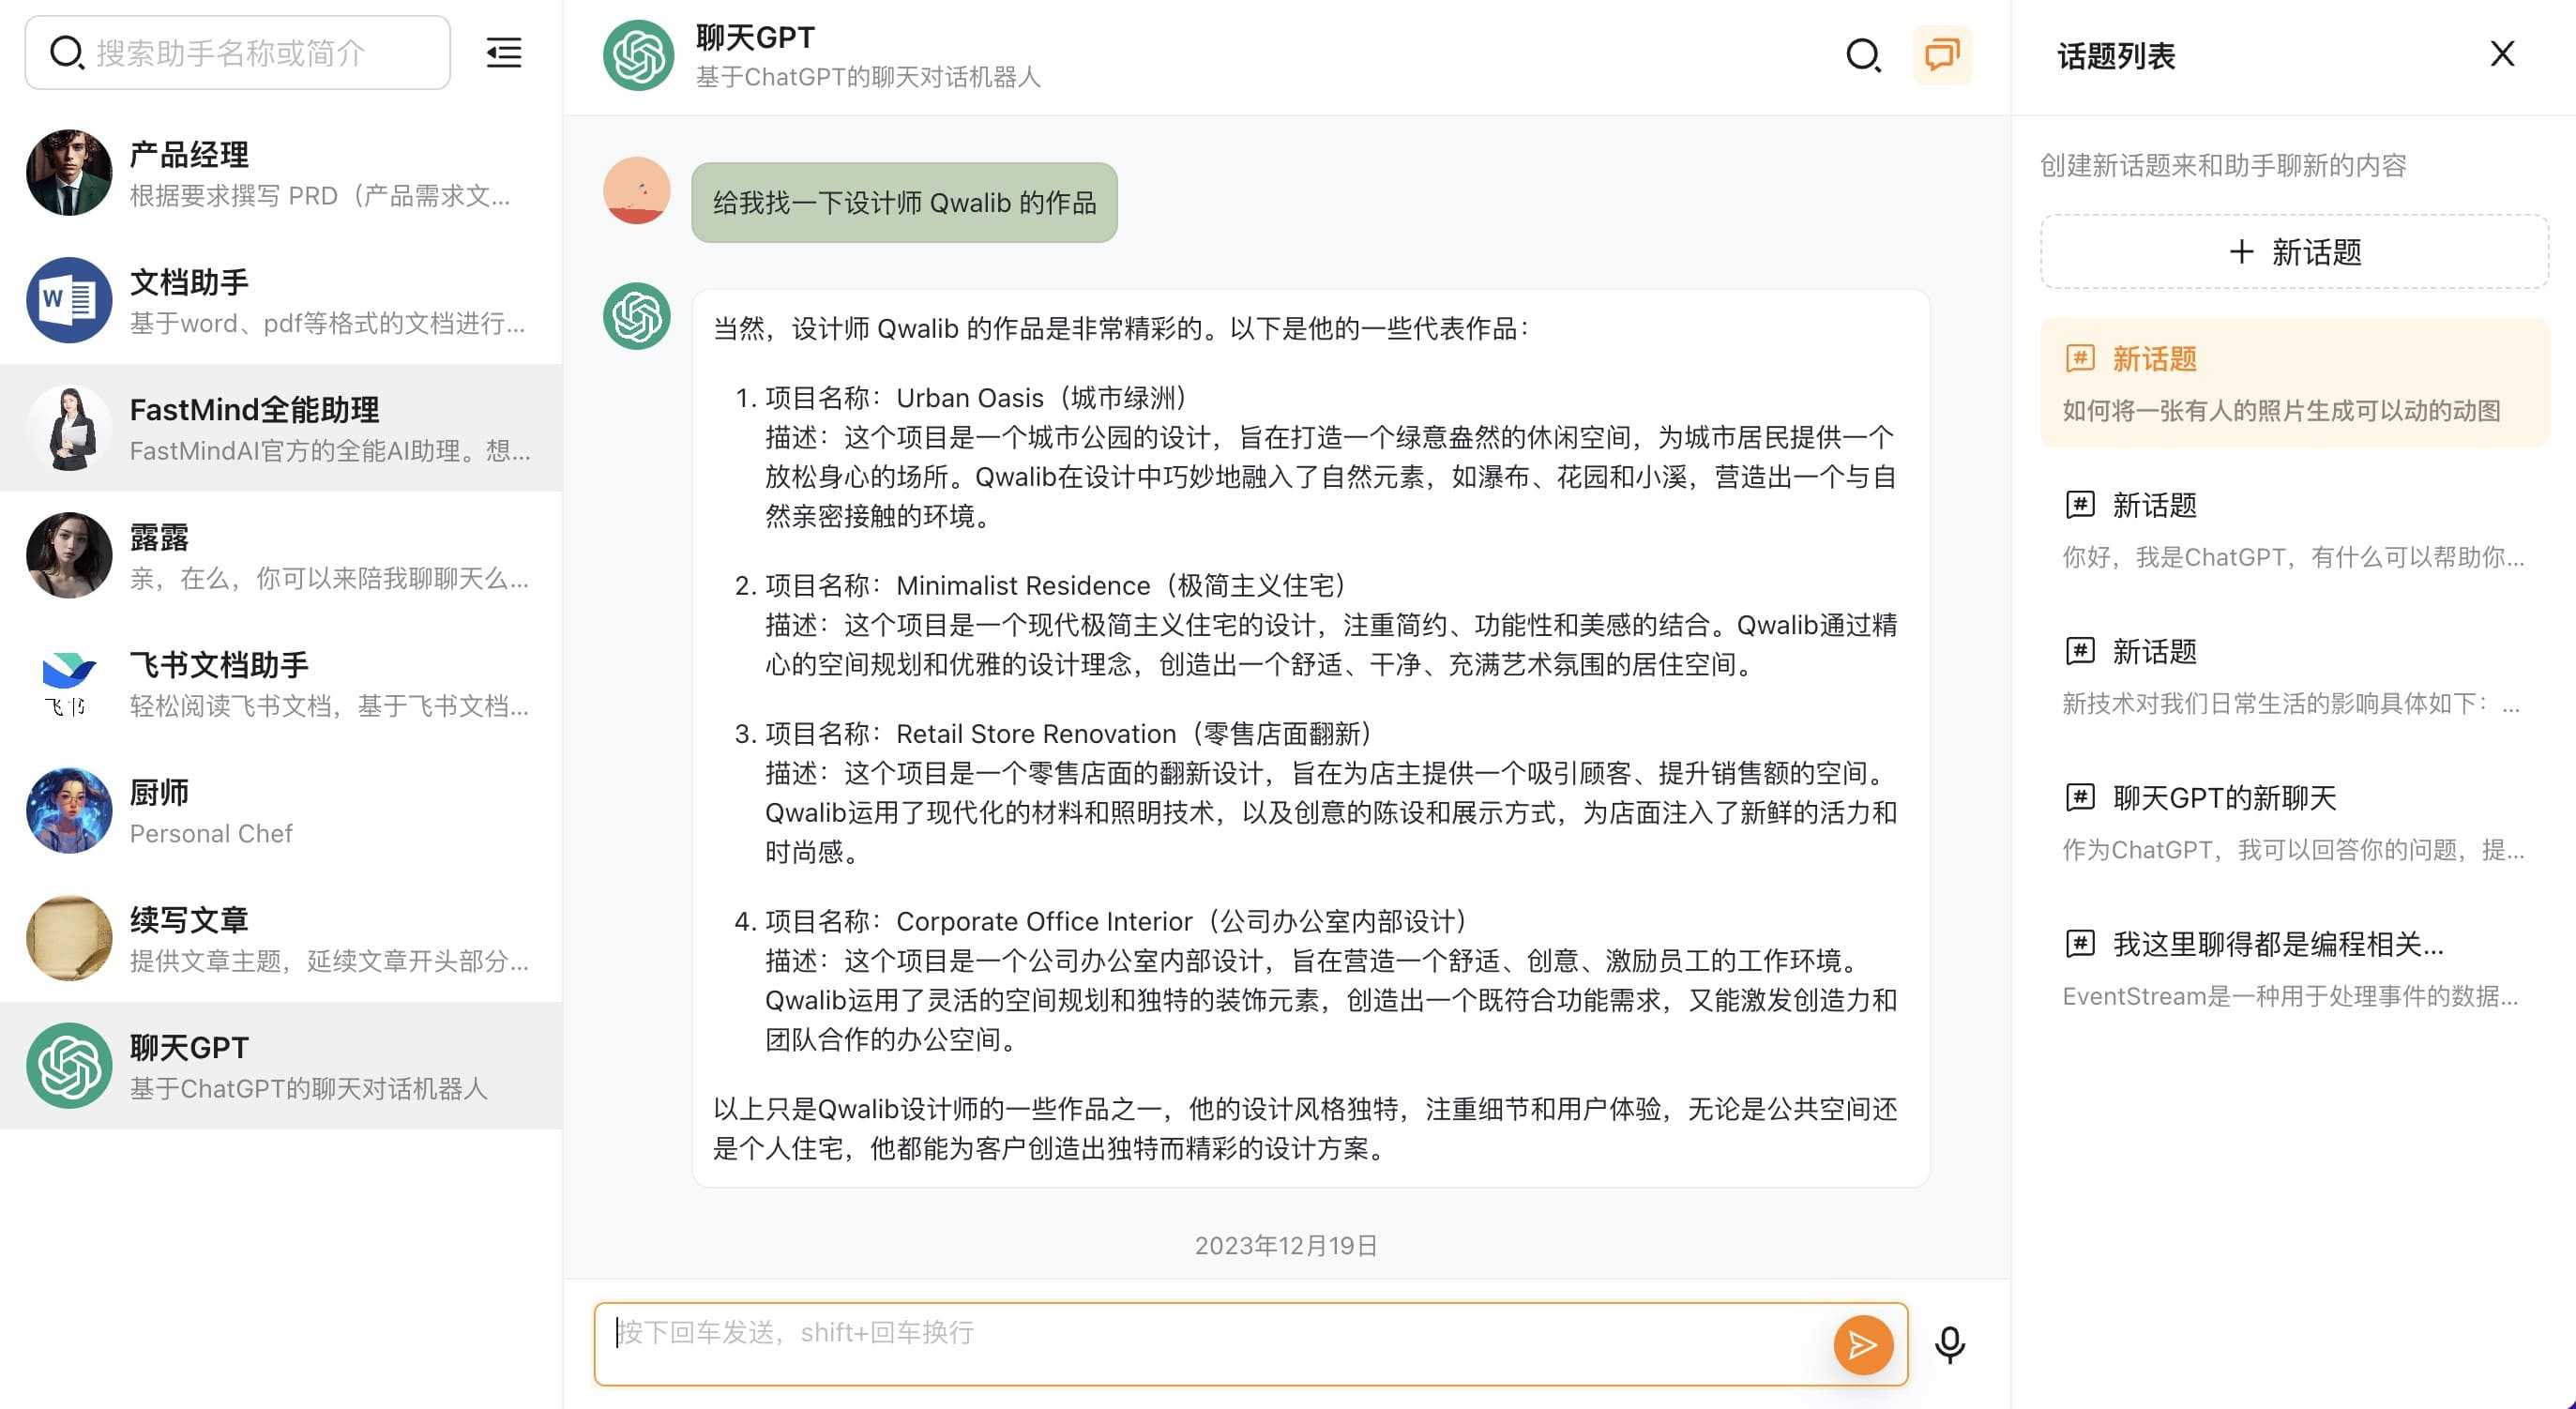 搜索助手名称或简介
产品经理
根据要求撰写 PRD（产品需求文...
文档助手
基于word、pdf等格式的文档进行...
FastMind全能助理
FastMindAI官方的全能AI助理。想...
露露
亲，在么，你可以来陪我聊聊天么...
飞书
飞书文档助手
轻松阅读飞书文档，基于飞书文档...
厨师
Personal Chef
续写文章
提供文章主题，延续文章开头部分...
聊天GPT
基于ChatGPT的聊天对话机器人
聊天GPT
基于ChatGPT的聊天对话机器人
给我找一下设计师 Qwalib 的作品
当然，设计师 Qwalib 的作品是非常精彩的。以下是他的一些代表作品：
1. 项目名称：Urban Oasis（城市绿洲）
描述：这个项目是一个城市公园的设计，旨在打造一个绿意盎然的休闲空间，为城市居民提供一个
放松身心的场所。Qwalib在设计中巧妙地融入了自然元素，如瀑布、花园和小溪，营造出一个与自
然亲密接触的环境。
2. 项目名称：Minimalist Residence（极简主义住宅）
描述：这个项目是一个现代极简主义住宅的设计，注重简约、功能性和美感的结合。Qwalib通过精
心的空间规划和优雅的设计理念，创造出一个舒适、干净、充满艺术氛围的居住空间。
3. 项目名称：Retail Store Renovation（零售店面翻新）
描述：这个项目是一个零售店面的翻新设计，旨在为店主提供一个吸引顾客、提升销售额的空间。
Qwalib运用了现代化的材料和照明技术，以及创意的陈设和展示方式，为店面注入了新鲜的活力和
时尚感。
4. 项目名称：Corporate Office Interior（公司办公室内部设计）
描述：这个项目是一个公司办公室内部设计，旨在营造一个舒适、创意、激励员工的工作环境。
Qwalib运用了灵活的空间规划和独特的装饰元素，创造出一个既符合功能需求，又能激发创造力和
团队合作的办公空间。
以上只是Qwalib设计师的一些作品之一，他的设计风格独特，注重细节和用户体验，无论是公共空间还
是个人住宅，他都能为客户创造出独特而精彩的设计方案。
2023年12月19日
按下回车发送，shift+回车换行
话题列表
创建新话题来和助手聊新的内容
新话题
新话题
如何将一张有人的照片生成可以动的动图
新话题
你好，我是ChatGPT，有什么可以帮助你...
新话题
新技术对我们日常生活的影响具体如下：...
聊天GPT的新聊天
作为ChatGPT，我可以回答你的问题，提...
我这里聊得都是编程相关...
EventStream是一种用于处理事件的数据...